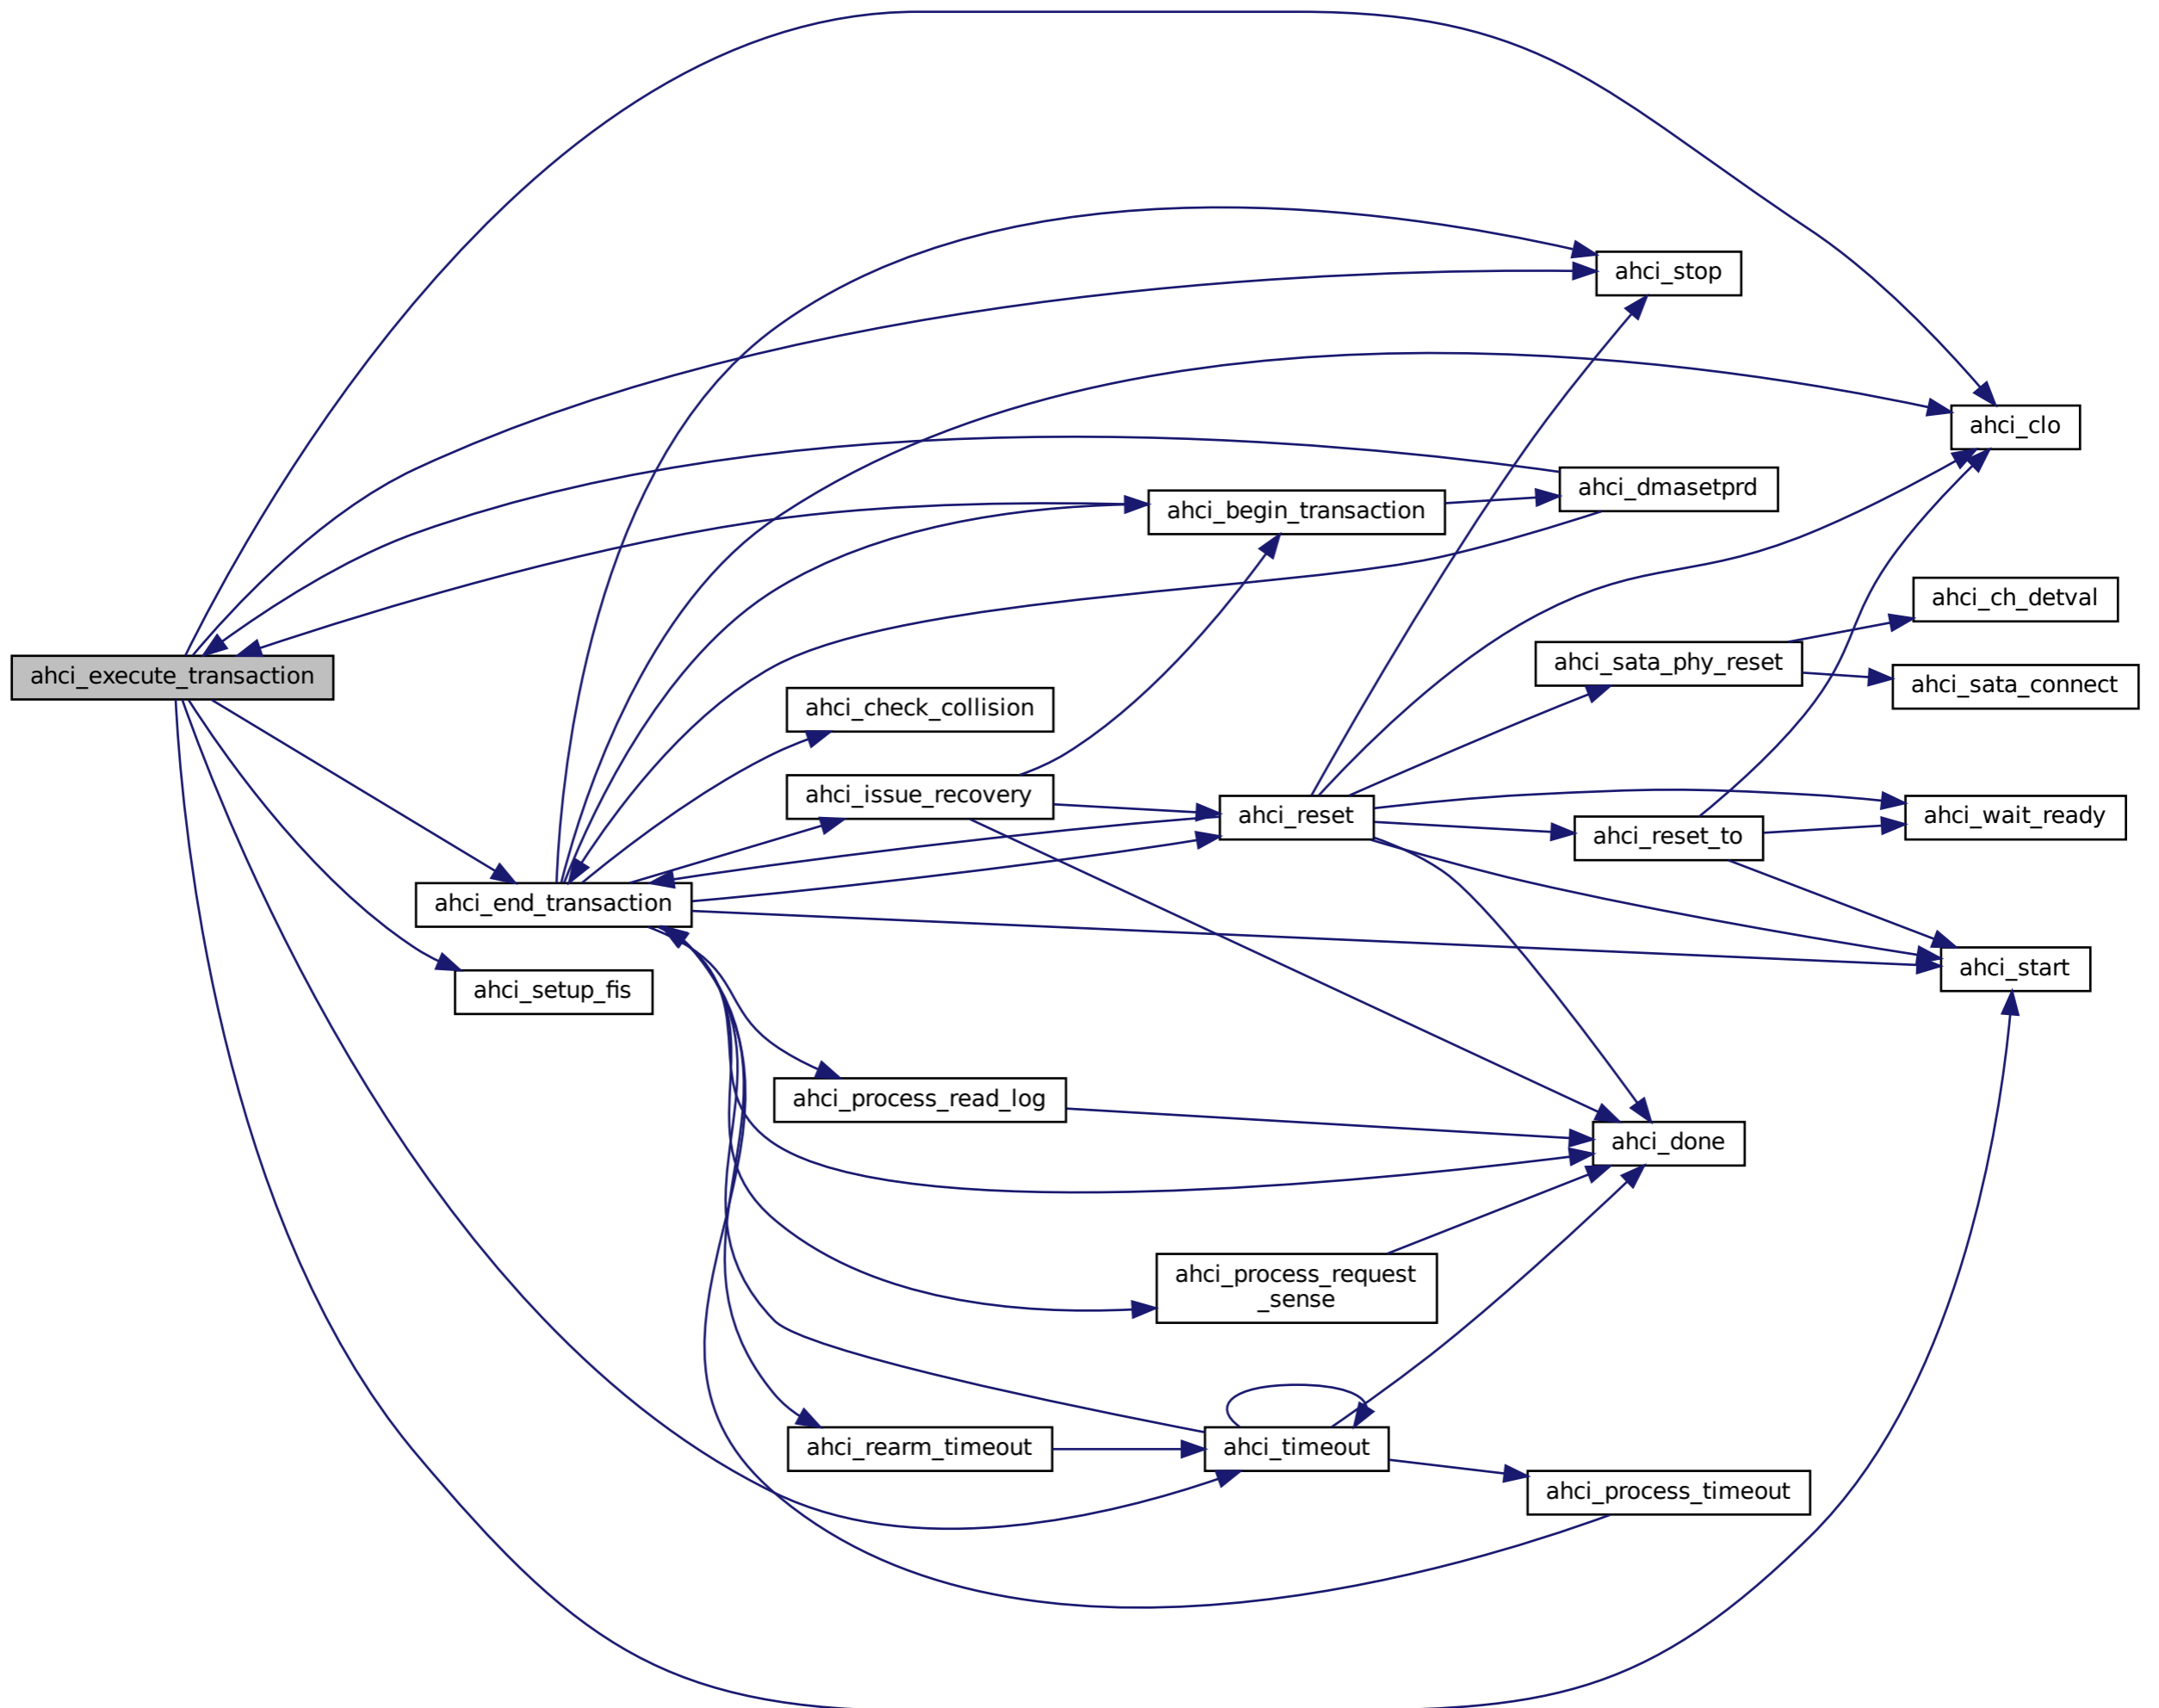 ahci_stop
ahci_clo
ahci_dmasetprd
ahci_begin_transaction
ahci_ch_detval
ahci_sata_phy_reset
ahci_execute_transaction
ahci_sata_connect
ahci_check_collision
ahci_issue_recovery
ahci_reset
ahci_wait_ready
ahci_reset_to
ahci_end_transaction
ahci_start
ahci_setup_fis
ahci_process_read_log
ahci_done
ahci_process_request
_sense
ahci_rearm_timeout
ahci_timeout
ahci_process_timeout